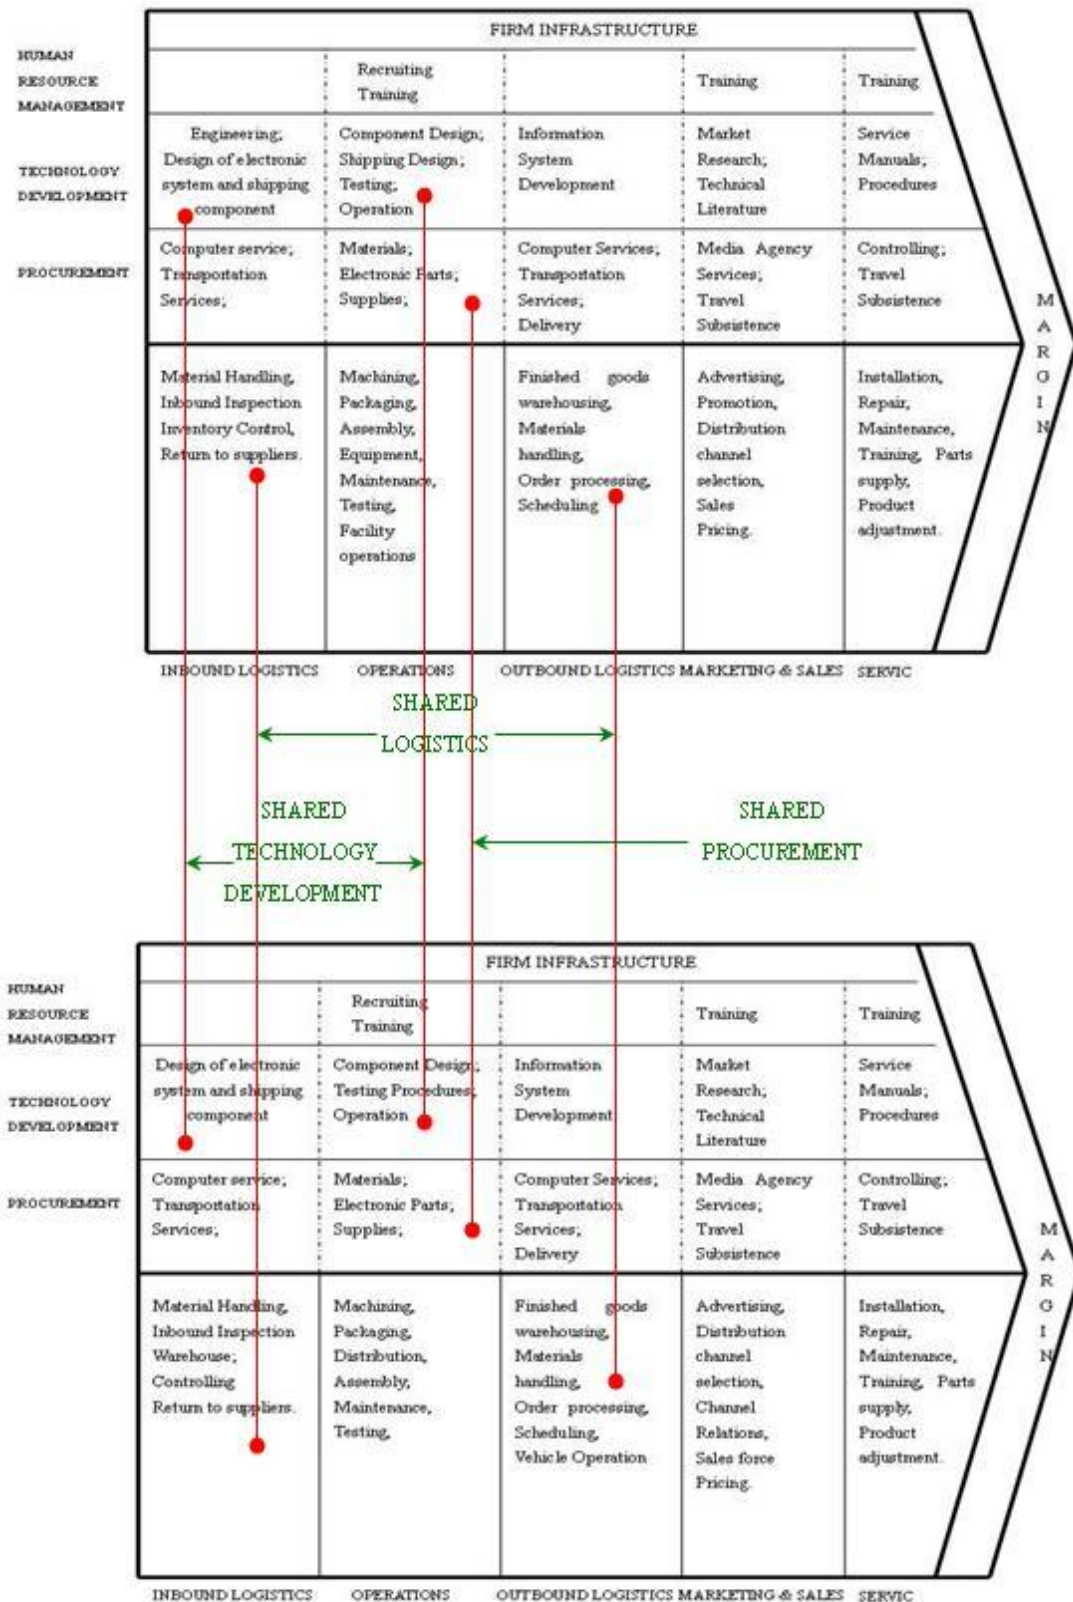 FIRM INFRASTRUCTURE
HUMAN
RESOURCE
MANAGEMENT
Recruiting
Training
Training
Training
TECHNOLOGY
DEVELOPMENT
Engineering;
Design of electronic
system and shipping
component
Component Design;
Shipping Design;
Testing;
Operation
Information
System
Development
Market
Research;
Technical
Literature
Service
Manuals;
Procedures
PROCUREMENT
Computer service;
Transportation
Services;
Materials;
Electronic Parts;
Supplies;
Computer Services;
Transportation
Services;
Delivery
Media Agency
Services;
Travel
Subsistence
Controlling;
Travel
Subsistence
Material Handling,
Inbound Inspection
Inventory Control,
Return to suppliers.
Machining,
Packaging,
Assembly,
Equipment,
Maintenance,
Testing,
Facility
operations
Finished goods
warehousing,
Materials
handling,
Order processing,
Scheduling
Advertising,
Promotion,
Distribution
channel
selection,
Sales
Pricing.
Installation,
Repair,
Maintenance,
Training, Parts
supply,
Product
adjustment.
M
A
R
G
I
N
INBOUND LOGISTICS OPERATIONS OUTBOUND LOGISTICS MARKETING & SALES SERVIC
SHARED
LOGISTICS
SHARED
TECHNOLOGY
DEVELOPMENT
SHARED
PROCUREMENT
FIRM INFRASTRUCTURE
HUMAN
RESOURCE
MANAGEMENT
Recruiting
Training
Training
Training
TECHNOLOGY
DEVELOPMENT
Design of electronic
system and shipping
component
Component Design;
Testing Procedures;
Operation
Information
System
Development
Market
Research;
Technical
Literature
Service
Manuals;
Procedures
PROCUREMENT
Computer service;
Transportation
Services;
Materials;
Electronic Parts;
Supplies;
Computer Services;
Transportation
Services;
Delivery
Media Agency
Services;
Travel
Subsistence
Controlling;
Travel
Subsistence
Material Handling,
Inbound Inspection
Warehouse;
Controlling
Return to suppliers.
Machining,
Packaging,
Distribution,
Assembly,
Maintenance,
Testing,
Finished goods
warehousing,
Materials
handling,
Order processing,
Scheduling,
Vehicle Operation
Advertising,
Distribution
channel
selection,
Channel
Relations,
Sales force
Pricing.
Installation,
Repair,
Maintenance,
Training, Parts
supply,
Product
adjustment.
M
A
R
G
I
N
INBOUND LOGISTICS OPERATIONS OUTBOUND LOGISTICS MARKETING & SALES SERVIC